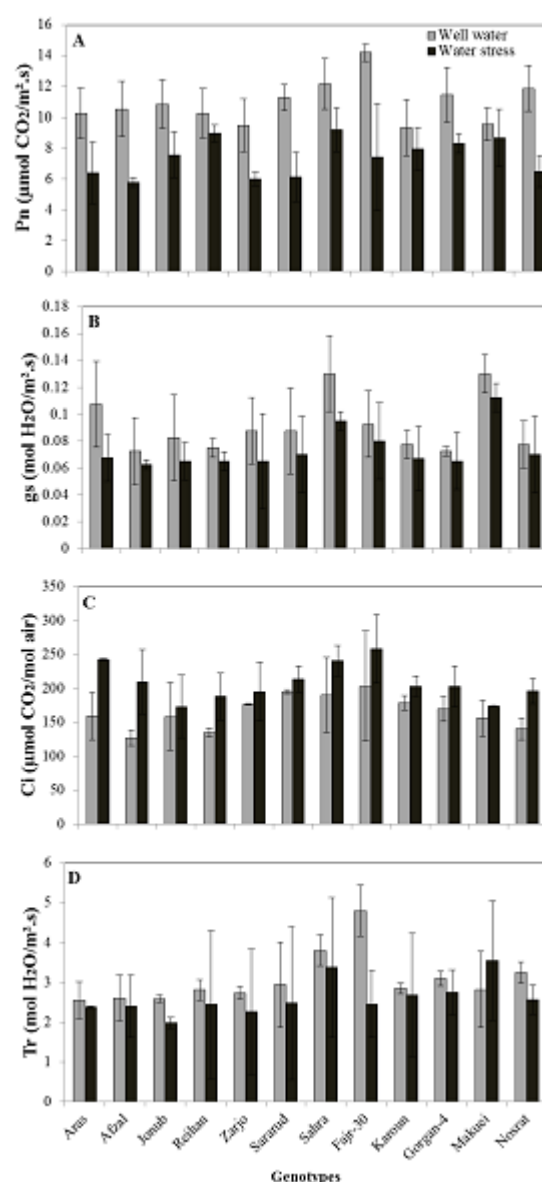 A
Well water
Water stress
Pn (µmol CO₂/m².s)
16
14
12
10
8
6
4
2
0
B
gs (mol H₂O/m².s)
0.18
0.16
0.14
0.12
0.1
0.08
0.06
0.04
0.02
0
C
Ci (µmol CO₂/mol air)
350
300
250
200
150
100
50
0
D
Tr (mol H₂O/m².s)
6
5
4
3
2
1
0
Aras
Afzal
Jonub
Reihan
Zarjo
Sararud
Sahra
Fajr-30
Karoun
Gorgan-4
Makuei
Nosrat
Genotypes